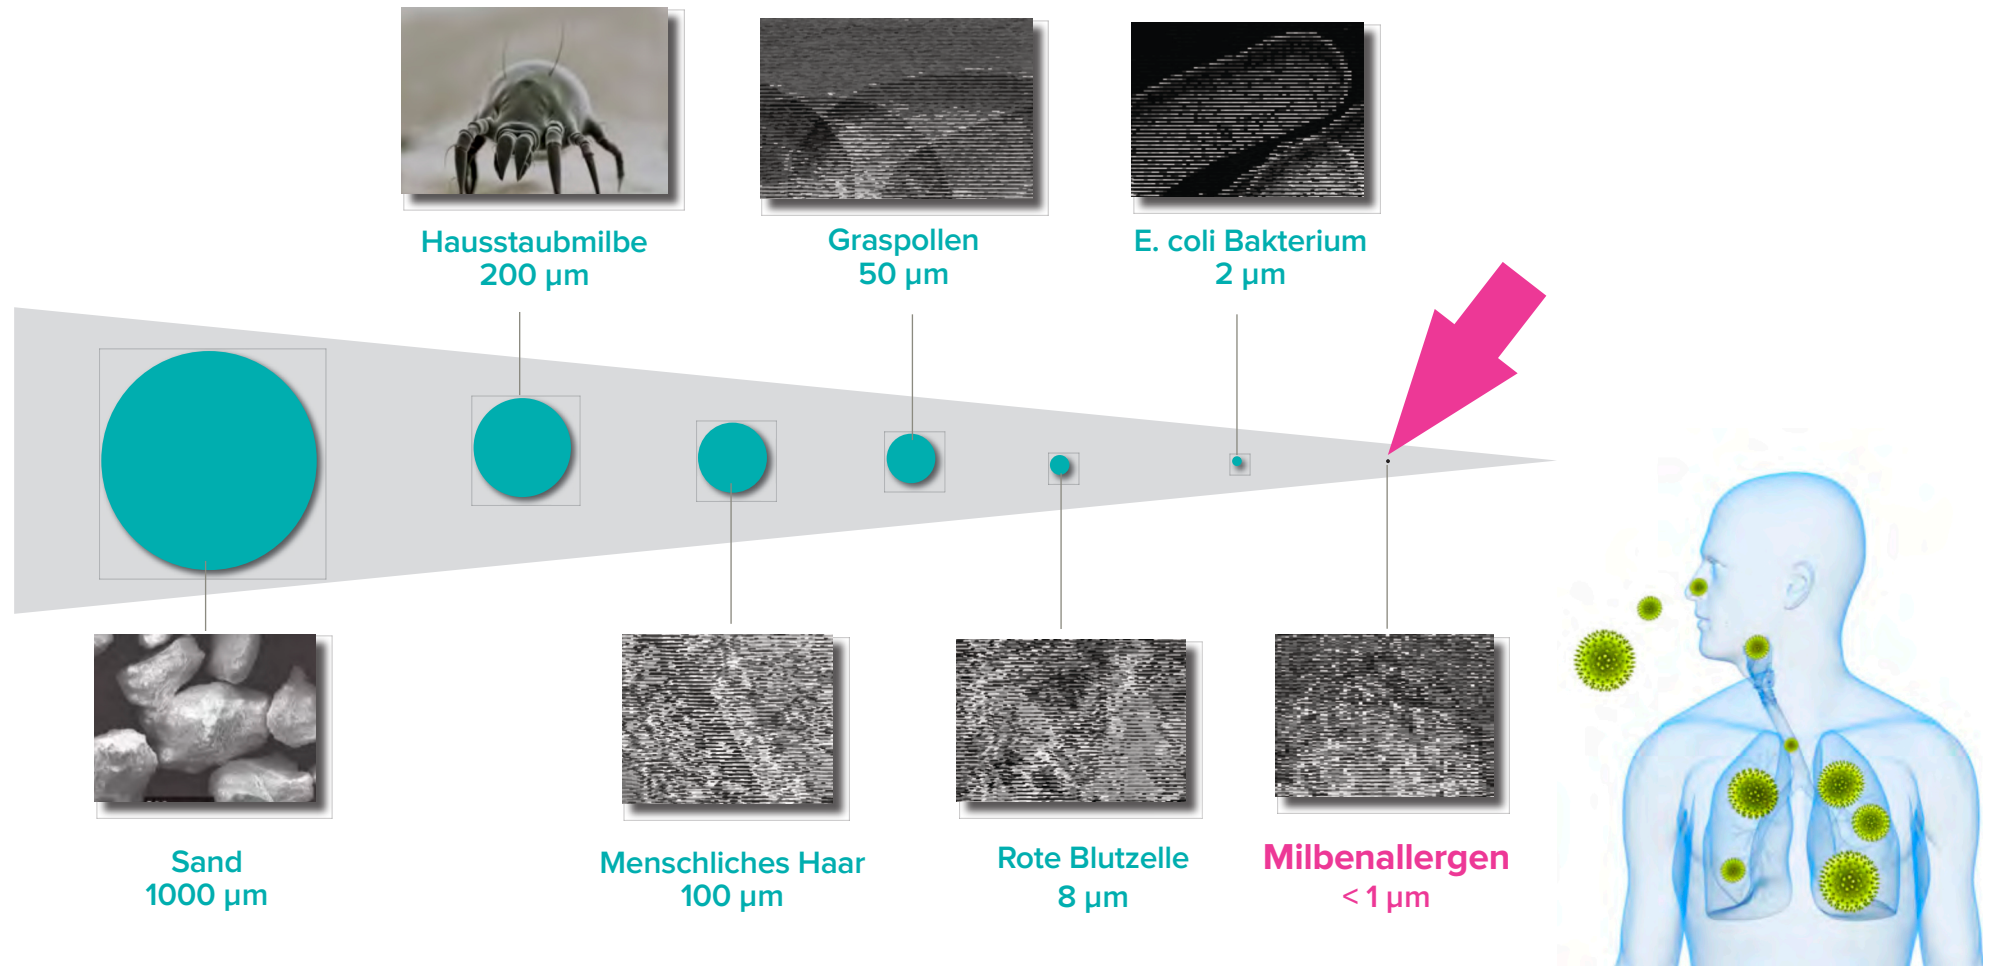 Hausstaubmilbe
200 µm
Graspollen
50 µm
E. coli Bakterium
2 µm
Sand
1000 µm
Menschliches Haar
100 µm
Rote Blutzelle
8 µm
Milbenallergen
< 1 µm